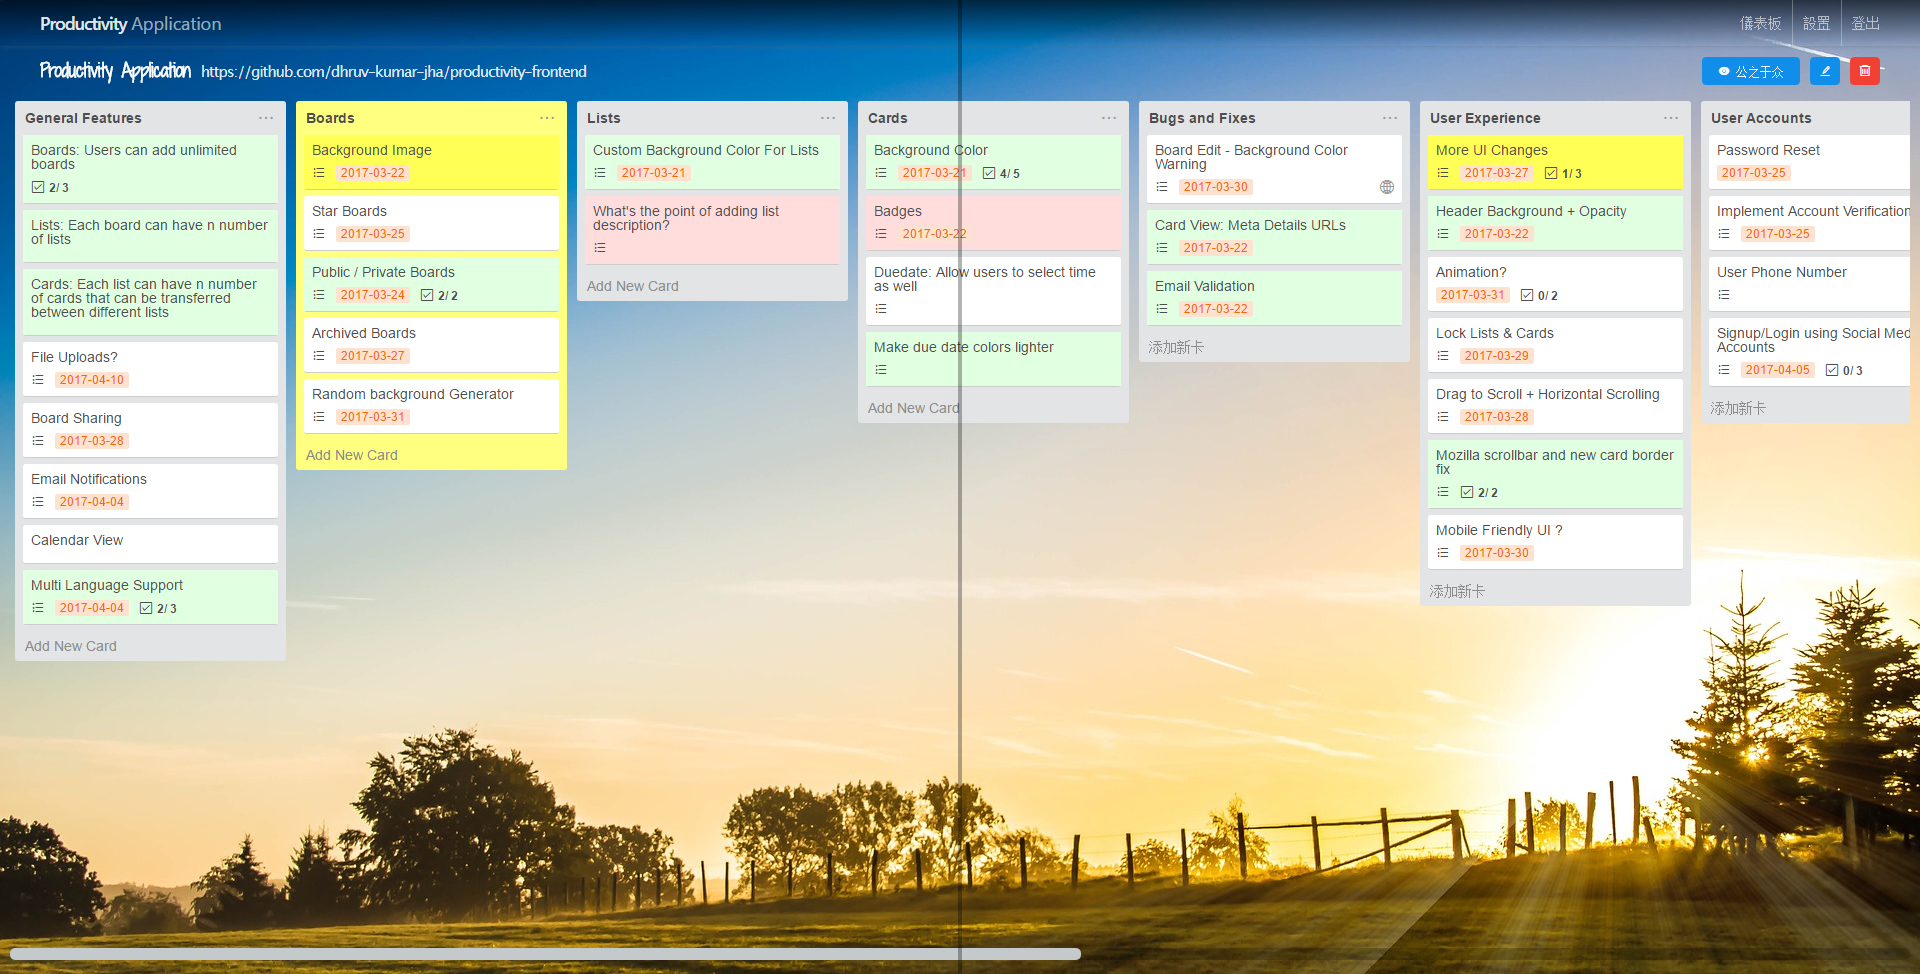 Productivity Application
儀表板
設置
登出
Productivity Application https://github.com/dhruv-kumar-jha/productivity-frontend
公之于众
General Features
Boards: Users can add unlimited
boards
2/ 3
Lists: Each board can have n number
of lists
Cards: Each list can have n number
of cards that can be transferred
between different lists
File Uploads?
2017-04-10
Board Sharing
2017-03-28
Email Notifications
2017-04-04
Calendar View
Multi Language Support
2017-04-04 2/ 3
Add New Card
Boards
Background Image
2017-03-22
Star Boards
2017-03-25
Public / Private Boards
2017-03-24 2/ 2
Archived Boards
2017-03-27
Random background Generator
2017-03-31
Add New Card
Lists
Custom Background Color For Lists
2017-03-21
What's the point of adding list
description?
Add New Card
Cards
Background Color
2017-03-21 4/ 5
Badges
2017-03-22
Duedate: Allow users to select time
as well
Make due date colors lighter
Add New Card
Bugs and Fixes
Board Edit - Background Color
Warning
2017-03-30
Card View: Meta Details URLs
2017-03-22
Email Validation
2017-03-22
添加新卡
User Experience
More UI Changes
2017-03-27 1/ 3
Header Background + Opacity
2017-03-22
Animation?
2017-03-31 0/ 2
Lock Lists & Cards
2017-03-29
Drag to Scroll + Horizontal Scrolling
2017-03-28
Mozilla scrollbar and new card border
fix
2/ 2
Mobile Friendly UI ?
2017-03-30
添加新卡
User Accounts
Password Reset
2017-03-25
Implement Account Verification
2017-03-25
User Phone Number
Signup/Login using Social Med
Accounts
2017-04-05 0/ 3
添加新卡